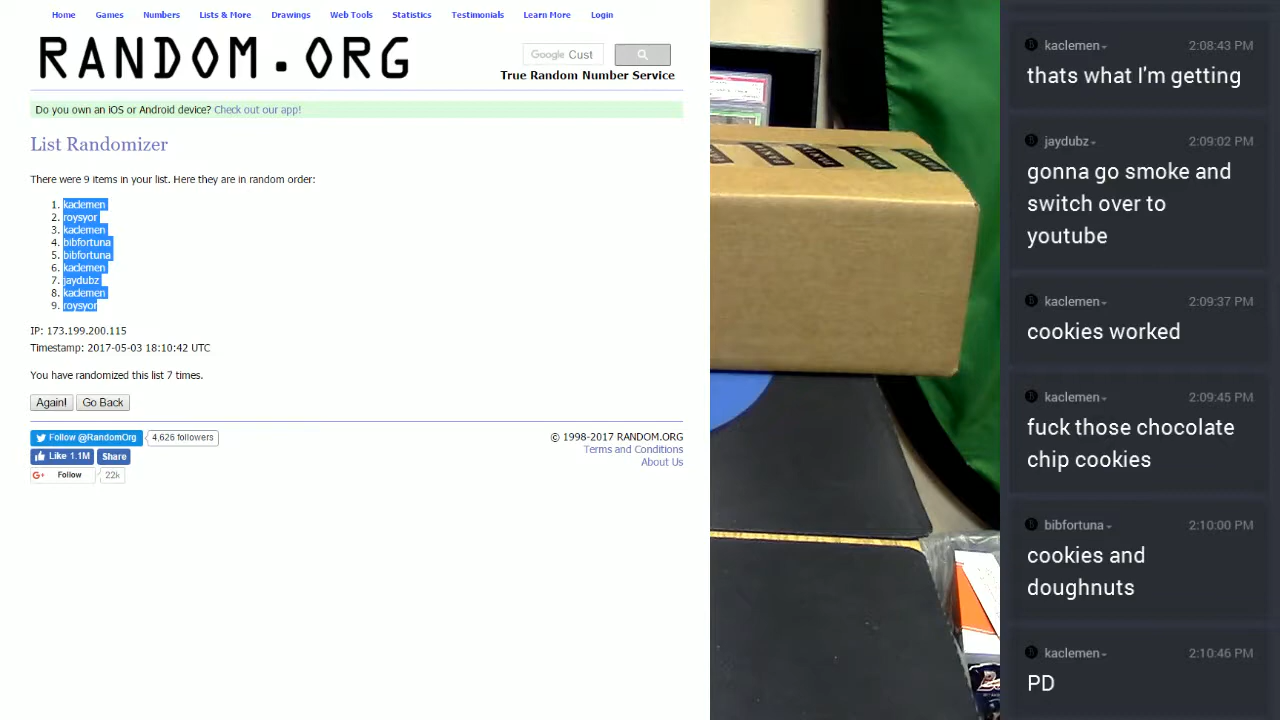 Home Games Numbers Lists & More Drawings Web Tools Statistics Testimonials Learn More Login
RANDOM.ORG
Google Cust
True Random Number Service
Do you own an iOS or Android device? Check out our app!
List Randomizer
There were 9 items in your list. Here they are in random order:
1. kaclemen
2. roysyor
3. kaclemen
4. bibfortuna
5. bibfortuna
6. kaclemen
7. jaydubz
8. kaclemen
9. roysyor
IP: 173.199.200.115
Timestamp: 2017-05-03 18:10:42 UTC
You have randomized this list 7 times.
Again! Go Back
Follow @RandomOrg 4,626 followers
Like 1.1M Share
G+ Follow 22k
© 1998-2017 RANDOM.ORG
Terms and Conditions
About Us
kaclemen 2:08:43 PM
thats what I'm getting
jaydubz 2:09:02 PM
gonna go smoke and
switch over to
youtube
kaclemen 2:09:37 PM
cookies worked
kaclemen 2:09:45 PM
fuck those chocolate
chip cookies
bibfortuna 2:10:00 PM
cookies and
doughnuts
kaclemen 2:10:46 PM
PD